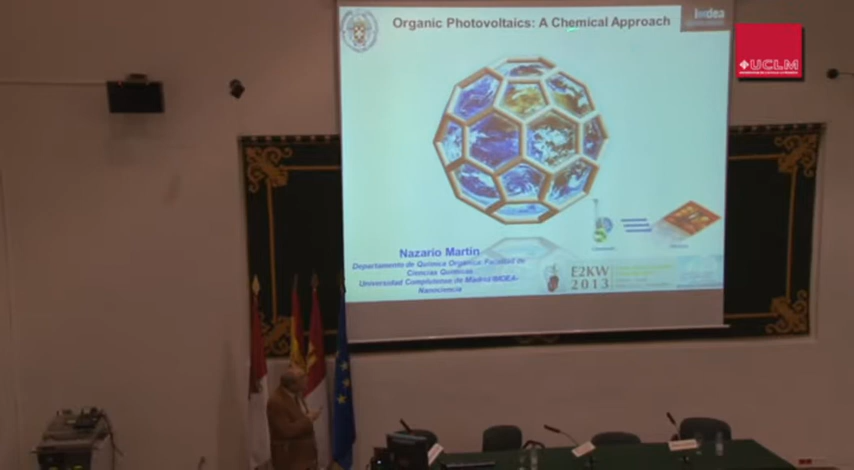 Organic Photovoltaics: A Chemical Approach
UCLM
Nazario Martín
Departamento de Química Orgánica. Facultad de
Ciencias Químicas
Universidad Complutense de Madrid/IMDEA-
Nanociencia
E2KW
2013